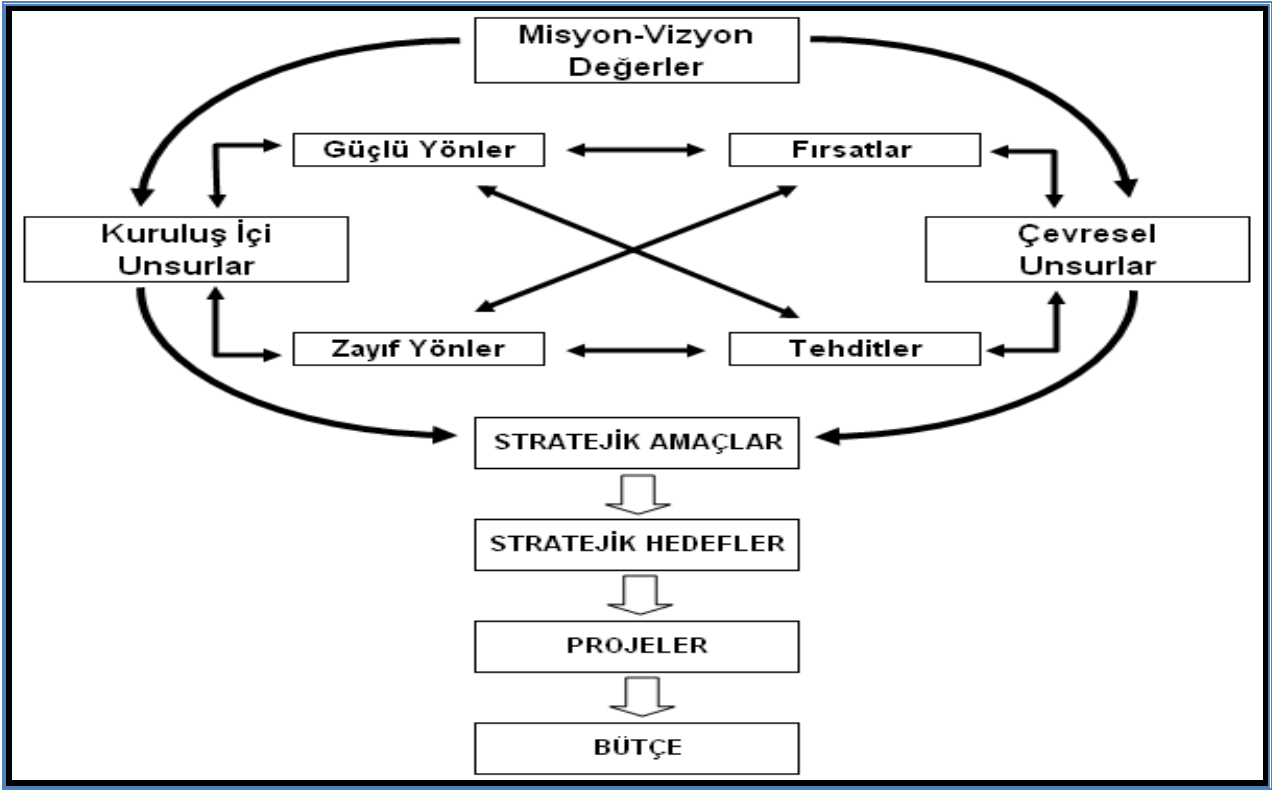 Misyon-Vizyon
Değerler
Güçlü Yönler
Fırsatlar
Kuruluş İçi
Unsurlar
Çevresel
Unsurlar
Zayıf Yönler
Tehditler
STRATEJİK AMAÇLAR
STRATEJİK HEDEFLER
PROJELER
BÜTÇE